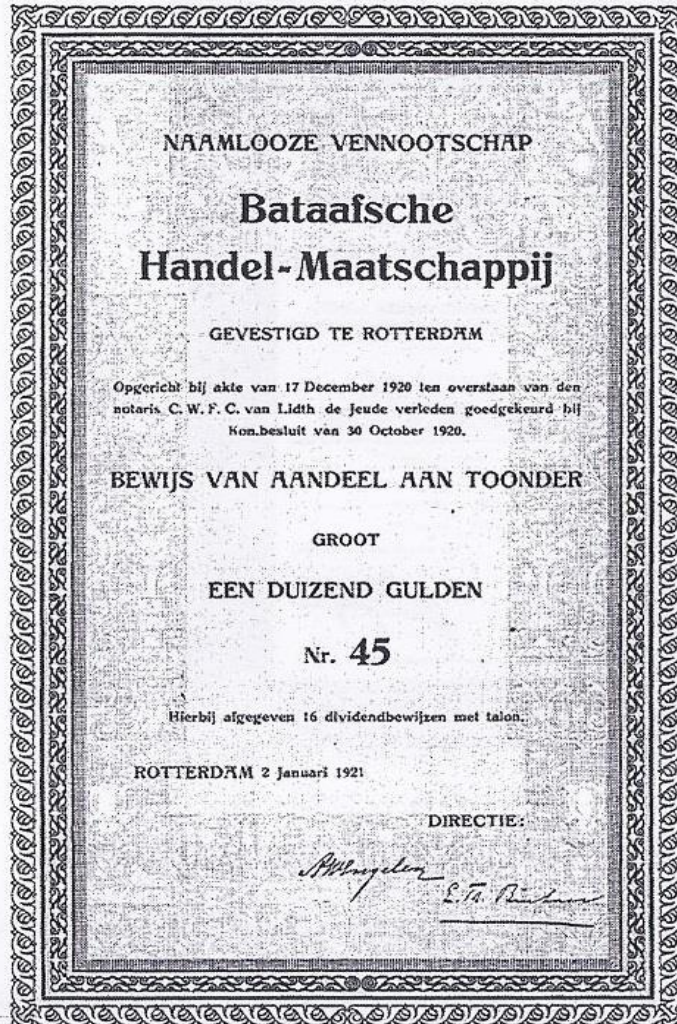 NAAMLOOZE VENNOOTSCHAP
Bataafsche
Handel-Maatschappij
GEVESTIGD TE ROTTERDAM
Opgericht bij akte van 17 December 1920 ten overstaan van den
notaris C. W. F. C. van Lidth de Jeude verleden goedgekeurd bij
Kon.besluit van 30 October 1920.
BEWIJS VAN AANDEEL AAN TOONDER
GROOT
EEN DUIZEND GULDEN
Nr. 45
Hierbij afgegeven 16 dividendbewijzen met talon.
ROTTERDAM 2 Januari 1921
DIRECTIE: